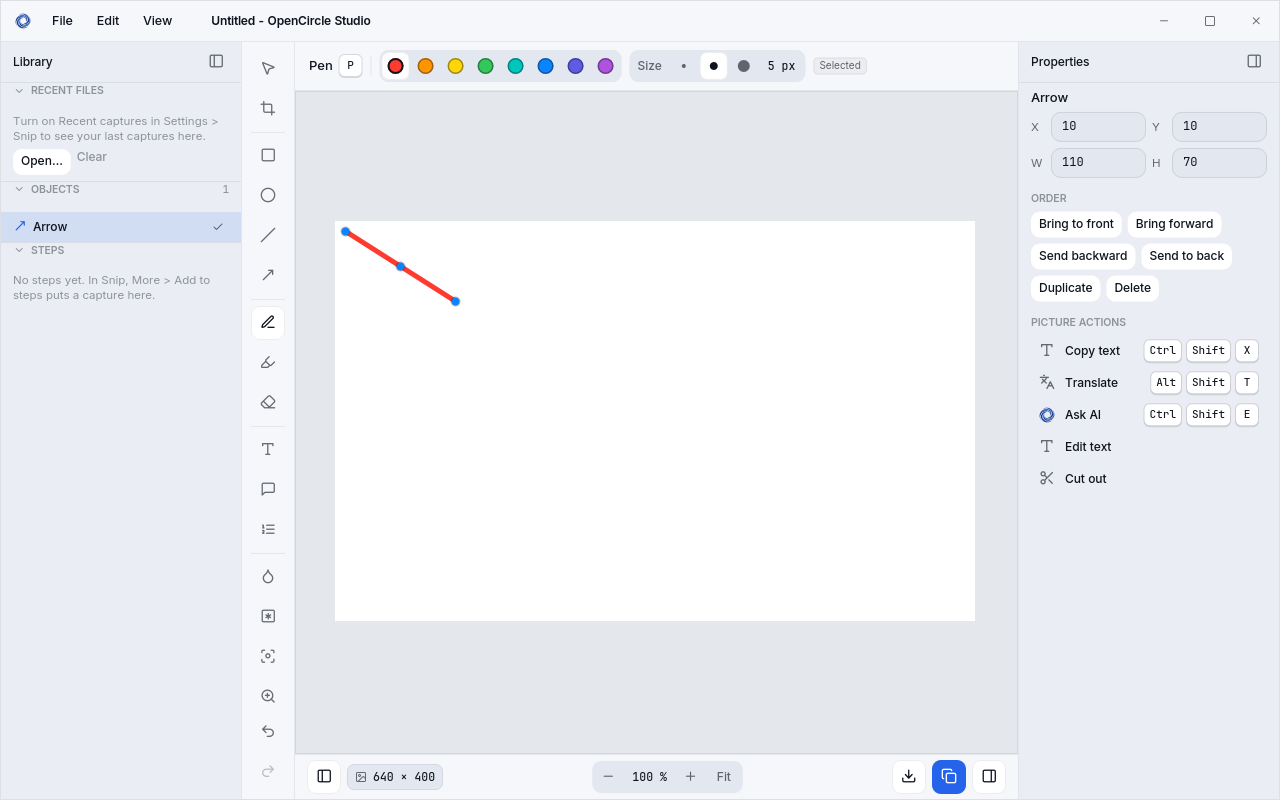 File Edit View Untitled - OpenCircle Studio
Library
RECENT FILES
Turn on Recent captures in Settings >
Snip to see your last captures here.
Open... Clear
OBJECTS 1
Arrow
STEPS
No steps yet. In Snip, More > Add to
steps puts a capture here.
Pen P Size 5 px Selected
640 × 400 100 % Fit
Properties
Arrow
X 10 Y 10
W 110 H 70
ORDER
Bring to front Bring forward
Send backward Send to back
Duplicate Delete
PICTURE ACTIONS
Copy text Ctrl Shift X
Translate Alt Shift T
Ask AI Ctrl Shift E
Edit text
Cut out